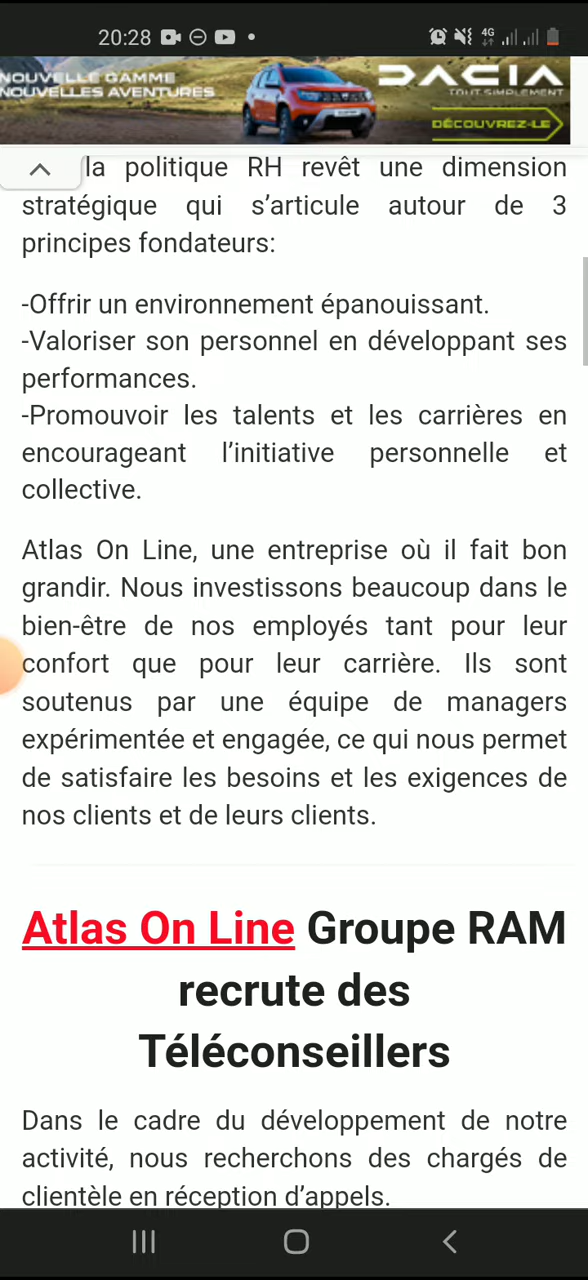 20:28
4G
NOUVELLE GAMME
NOUVELLES AVENTURES
DACIA
TOUT SIMPLEMENT
DÉCOUVREZ-LE
la politique RH revêt une dimension
stratégique qui s’articule autour de 3
principes fondateurs:
-Offrir un environnement épanouissant.
-Valoriser son personnel en développant ses
performances.
-Promouvoir les talents et les carrières en
encourageant l’initiative personnelle et
collective.
Atlas On Line, une entreprise où il fait bon
grandir. Nous investissons beaucoup dans le
bien-être de nos employés tant pour leur
confort que pour leur carrière. Ils sont
soutenus par une équipe de managers
expérimentée et engagée, ce qui nous permet
de satisfaire les besoins et les exigences de
nos clients et de leurs clients.
Atlas On Line Groupe RAM
recrute des
Téléconseillers
Dans le cadre du développement de notre
activité, nous recherchons des chargés de
clientèle en réception d’appels.